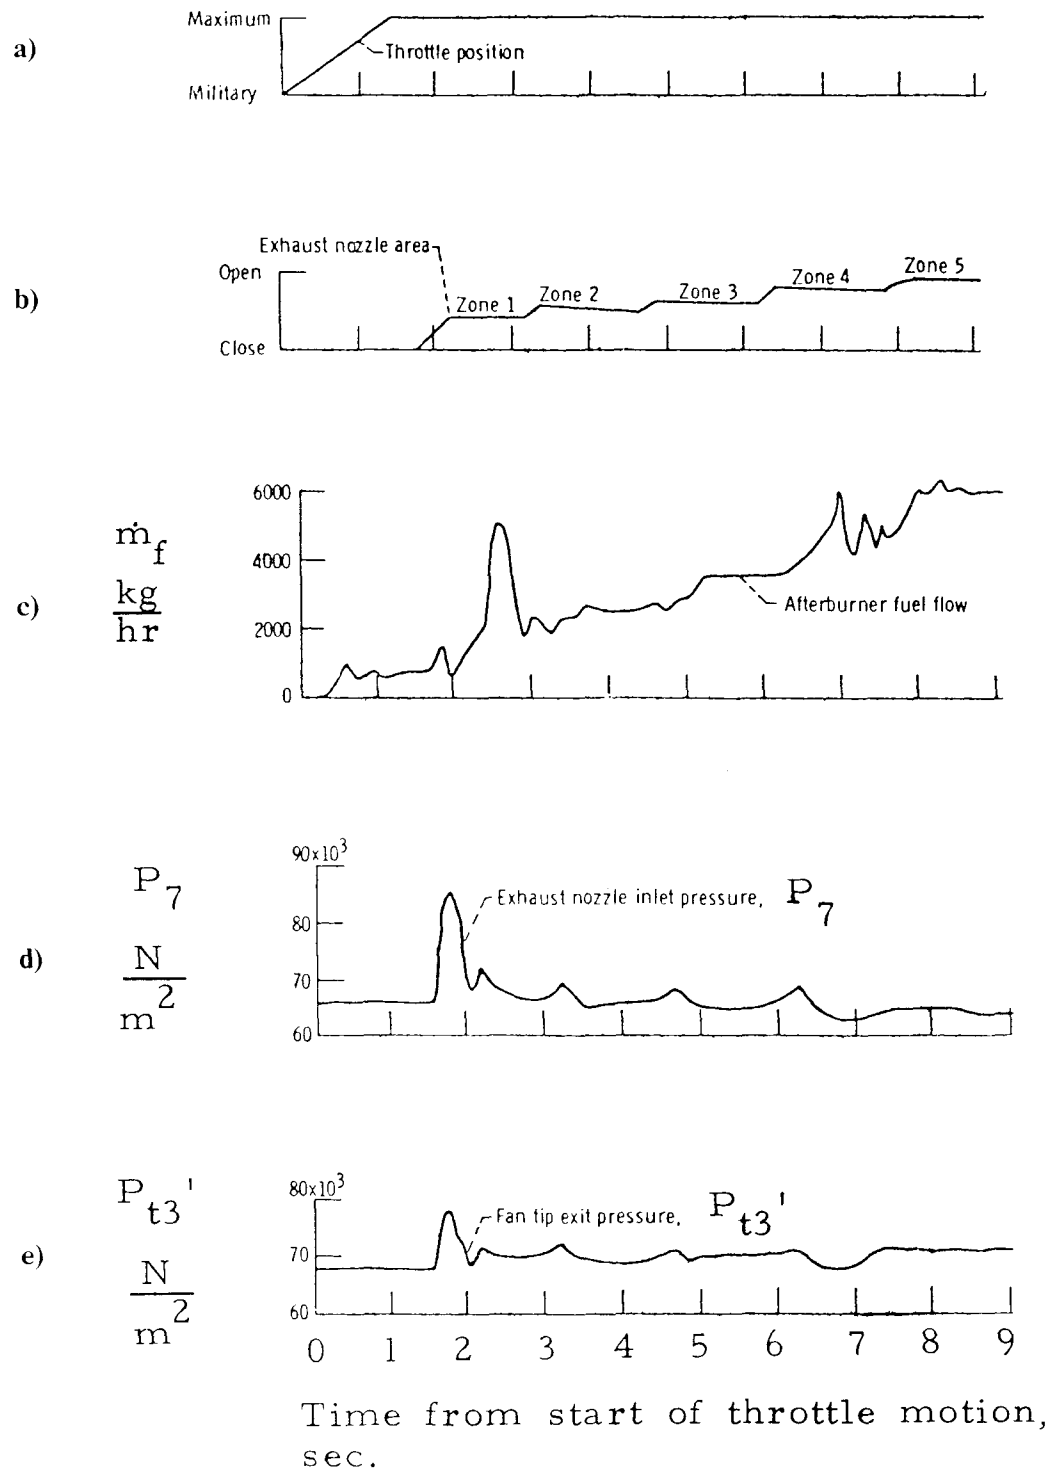 a)
Maximum
Throttle position
Military
b)
Exhaust nozzle area
Open
Zone 1
Zone 2
Zone 3
Zone 4
Zone 5
Close
c)
ṁf
kg
hr
6000
4000
2000
0
Afterburner fuel flow
d)
P7
N
m2
90x103
80
70
60
Exhaust nozzle inlet pressure, P7
e)
Pt3'
N
m2
80x103
70
60
Fan tip exit pressure, Pt3'
0 1 2 3 4 5 6 7 8 9
Time from start of throttle motion,
sec.